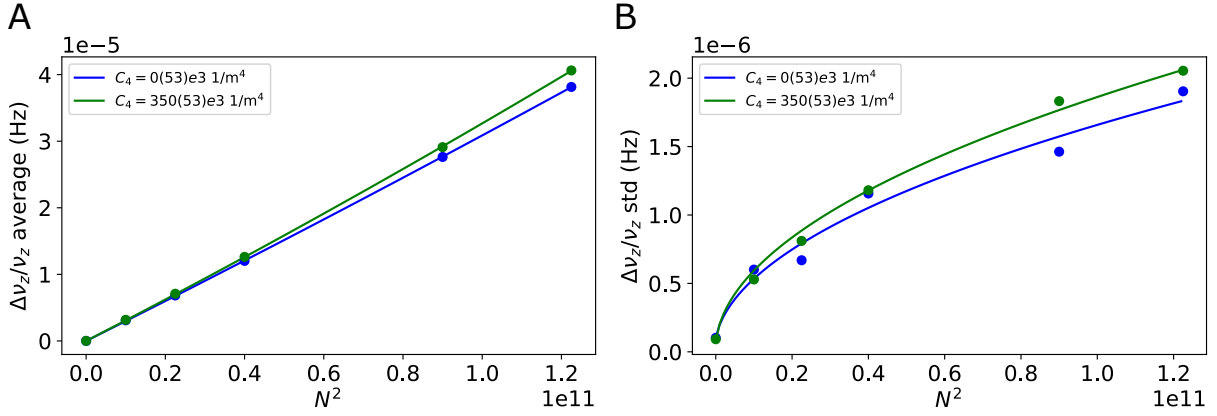 A
1e−5
C₄ = 0(53)e3 1/m⁴
C₄ = 350(53)e3 1/m⁴
Δν_z/ν_z average (Hz)
4
3
2
1
0
0.0 0.2 0.4 0.6 0.8 1.0 1.2
1e11
N²
B
1e−6
C₄ = 0(53)e3 1/m⁴
C₄ = 350(53)e3 1/m⁴
Δν_z/ν_z std (Hz)
2.0
1.5
1.0
0.5
0.0
0.0 0.2 0.4 0.6 0.8 1.0 1.2
1e11
N²